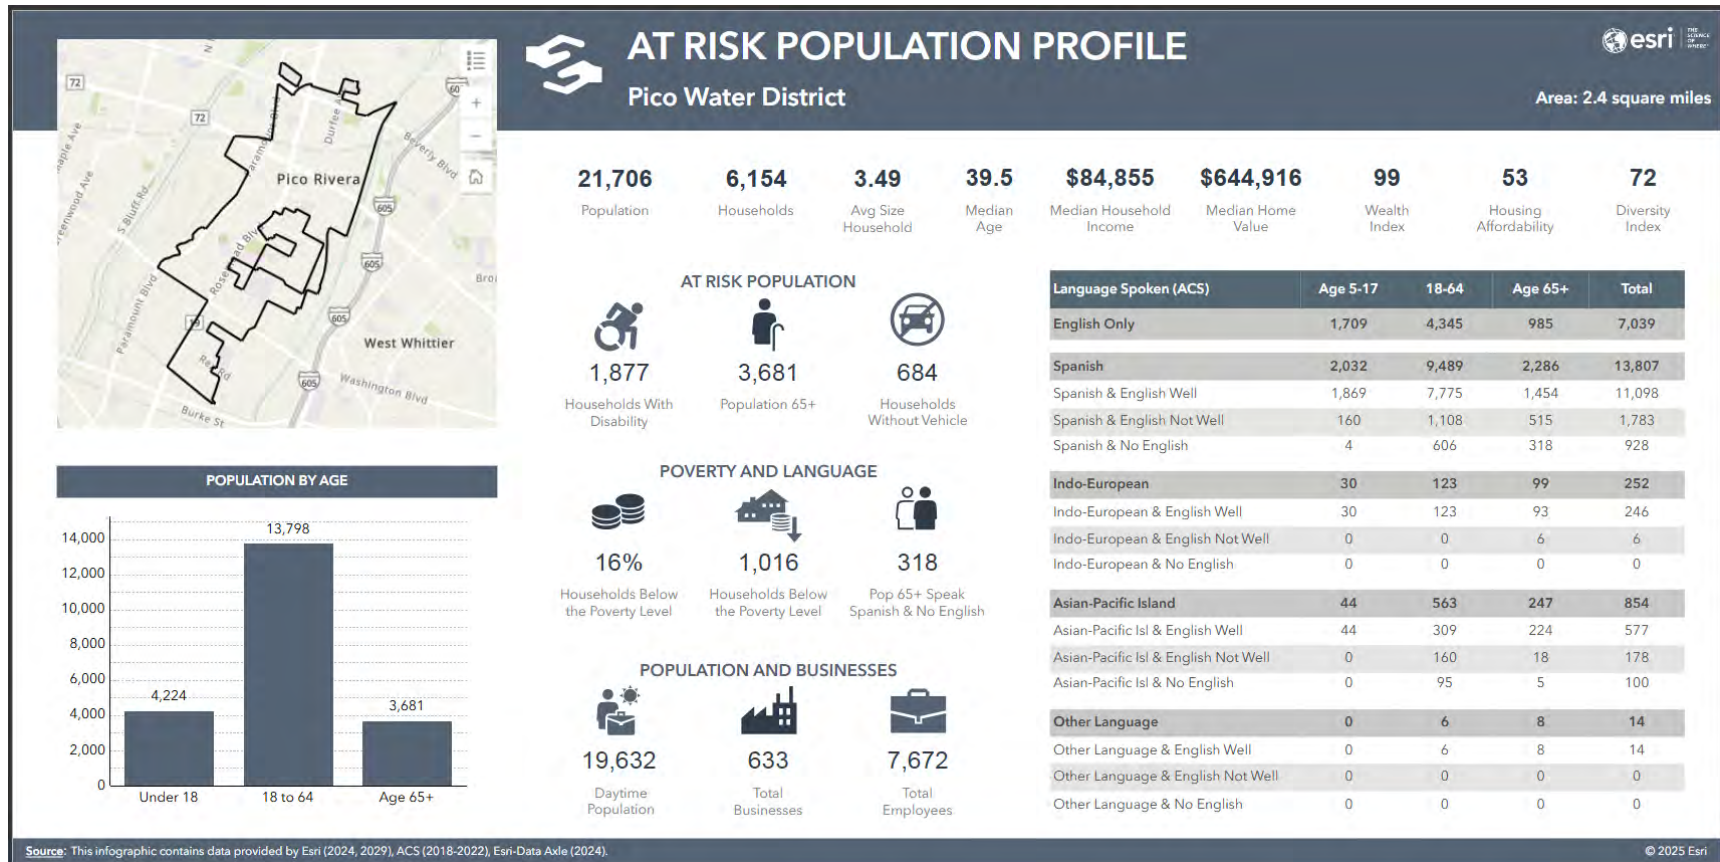 AT RISK POPULATION PROFILE
Pico Water District
esri
THE
SCIENCE
OF
WHERE
Area: 2.4 square miles
72
72
60
Paramount Blvd
Durfee A
Beverly Blvd
Pico Rivera
605
S Bluff Rd
Greenwood Ave
Rosemead Blv
605
Paramount Blvd
19
605
West Whittier
605
Washington Blvd
Burke St
21,706
Population
6,154
Households
3.49
Avg Size
Household
39.5
Median
Age
$84,855
Median Household
Income
$644,916
Median Home
Value
99
Wealth
Index
53
Housing
Affordability
72
Diversity
Index
AT RISK POPULATION
1,877
Households With
Disability
3,681
Population 65+
684
Households
Without Vehicle
POVERTY AND LANGUAGE
16%
Households Below
the Poverty Level
1,016
Households Below
the Poverty Level
318
Pop 65+ Speak
Spanish & No English
POPULATION AND BUSINESSES
19,632
Daytime
Population
633
Total
Businesses
7,672
Total
Employees
POPULATION BY AGE
14,000
12,000
10,000
8,000
6,000
4,000
2,000
0
4,224
13,798
3,681
Under 18 18 to 64 Age 65+
Language Spoken (ACS) Age 5-17 18-64 Age 65+ Total
English Only 1,709 4,345 985 7,039
Spanish 2,032 9,489 2,286 13,807
Spanish & English Well 1,869 7,775 1,454 11,098
Spanish & English Not Well 160 1,108 515 1,783
Spanish & No English 4 606 318 928
Indo-European 30 123 99 252
Indo-European & English Well 30 123 93 246
Indo-European & English Not Well 0 0 6 6
Indo-European & No English 0 0 0 0
Asian-Pacific Island 44 563 247 854
Asian-Pacific Isl & English Well 44 309 224 577
Asian-Pacific Isl & English Not Well 0 160 18 178
Asian-Pacific Isl & No English 0 95 5 100
Other Language 0 6 8 14
Other Language & English Well 0 6 8 14
Other Language & English Not Well 0 0 0 0
Other Language & No English 0 0 0 0
Source: This infographic contains data provided by Esri (2024, 2029), ACS (2018-2022), Esri-Data Axle (2024).
© 2025 Esri